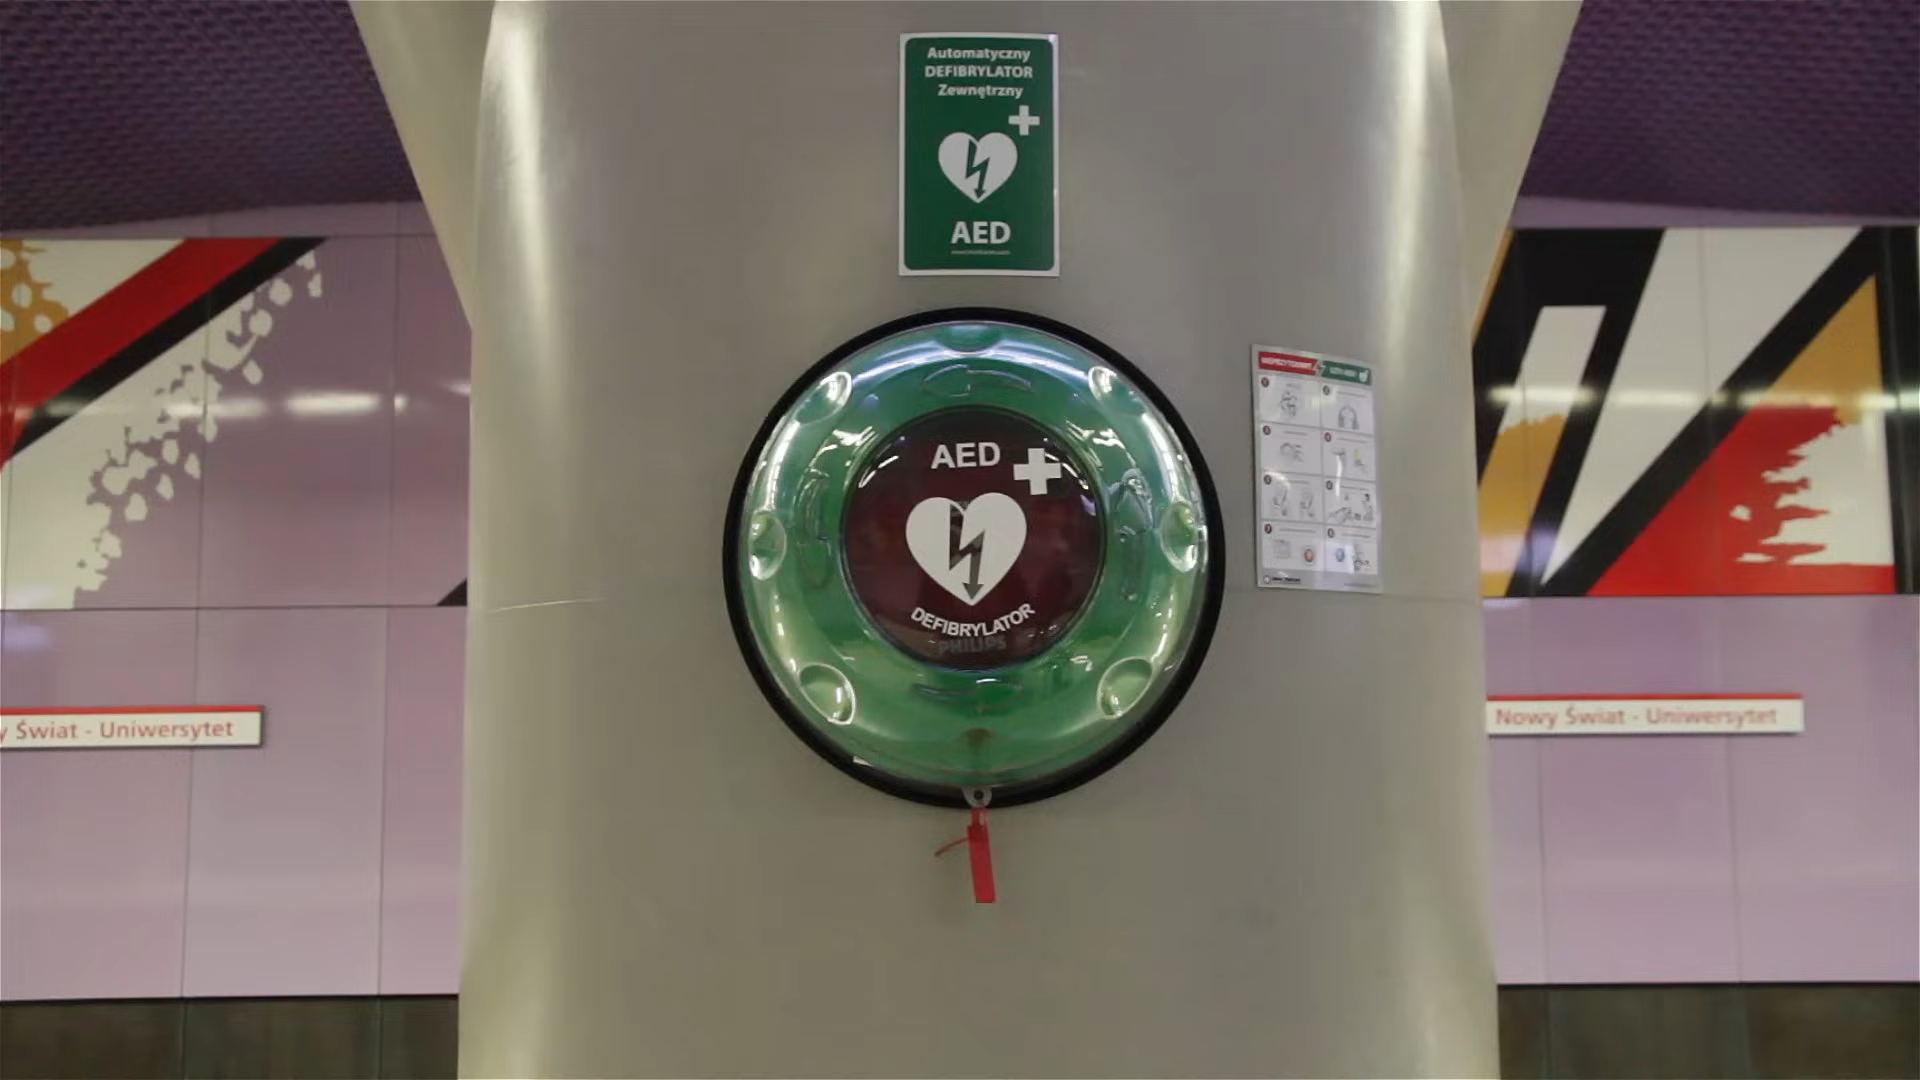 Automatyczny
DEFIBRYLATOR
Zewnętrzny
AED
AED
DEFIBRYLATOR
PHILIPS
y Świat - Uniwersytet
Nowy Świat - Uniwersytet